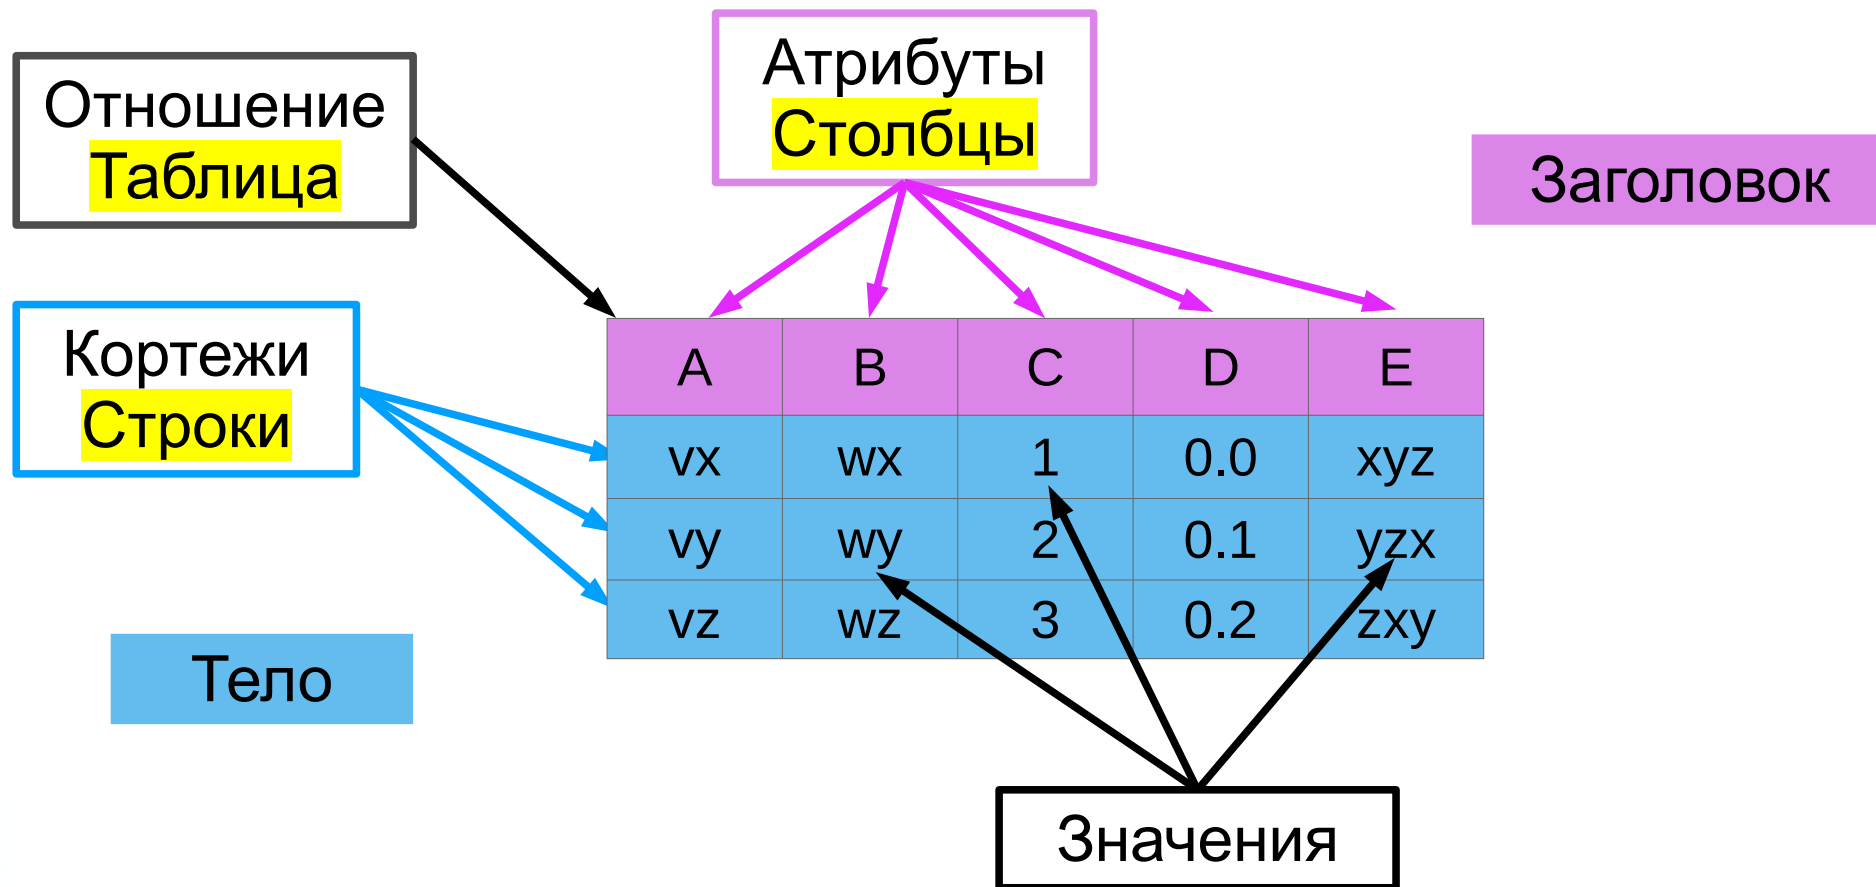 Отношение
Таблица
Атрибуты
Столбцы
Заголовок
Кортежи
Строки
A B C D E
vx wx 1 0.0 xyz
vy wy 2 0.1 yzx
vz wz 3 0.2 zxy
Тело
Значения